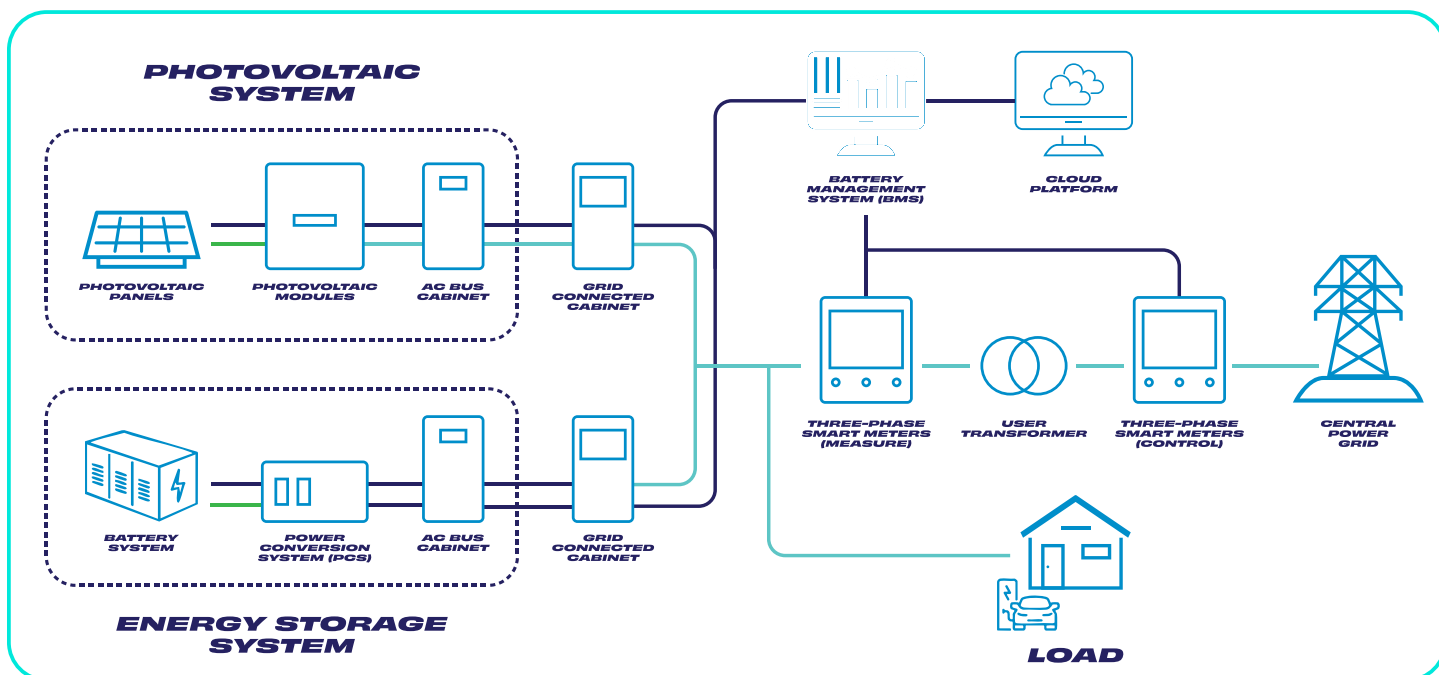 PHOTOVOLTAIC
SYSTEM
PHOTOVOLTAIC
PANELS
PHOTOVOLTAIC
MODULES
AC BUS
CABINET
GRID
CONNECTED
CABINET
BATTERY
MANAGEMENT
SYSTEM (BMS)
CLOUD
PLATFORM
THREE-PHASE
SMART METERS
(MEASURE)
USER
TRANSFORMER
THREE-PHASE
SMART METERS
(CONTROL)
CENTRAL
POWER
GRID
BATTERY
SYSTEM
POWER
CONVERSION
SYSTEM (PCS)
AC BUS
CABINET
GRID
CONNECTED
CABINET
ENERGY STORAGE
SYSTEM
LOAD